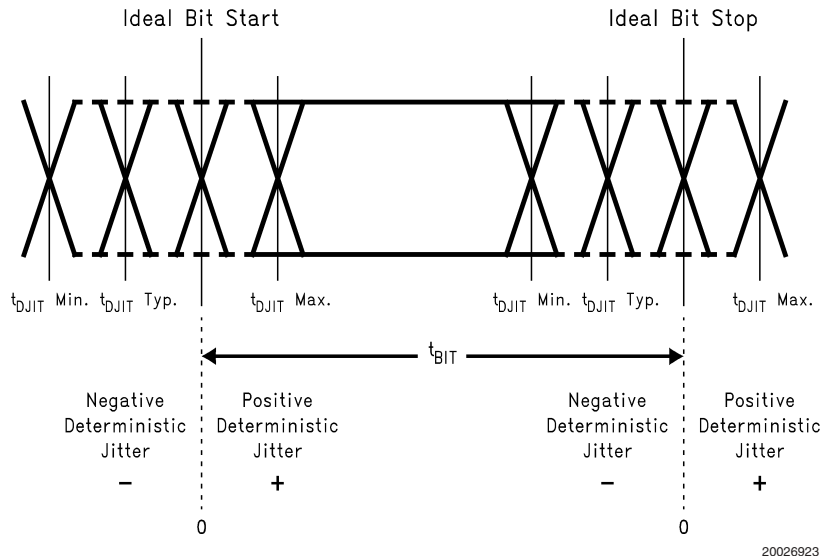 Ideal Bit Start
Ideal Bit Stop
tDJIT Min. tDJIT Typ. tDJIT Max. tDJIT Min. tDJIT Typ. tDJIT Max.
tBIT
Negative
Deterministic
Jitter
−
Positive
Deterministic
Jitter
+
Negative
Deterministic
Jitter
−
Positive
Deterministic
Jitter
+
0
0
20026923